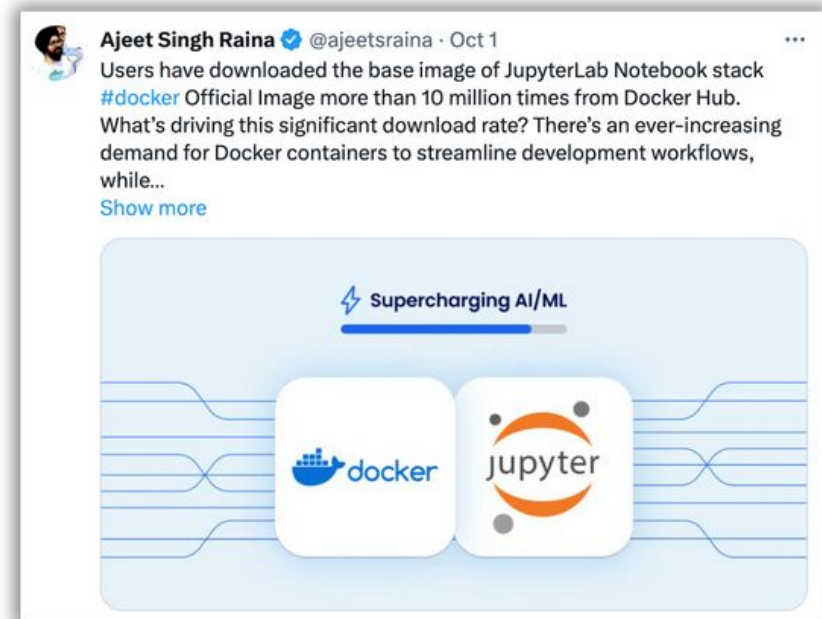 Ajeet Singh Raina @ajeetsraina · Oct 1
Users have downloaded the base image of JupyterLab Notebook stack
#docker Official Image more than 10 million times from Docker Hub.
What’s driving this significant download rate? There’s an ever-increasing
demand for Docker containers to streamline development workflows,
while...
Show more
Supercharging AI/ML
docker
jupyter